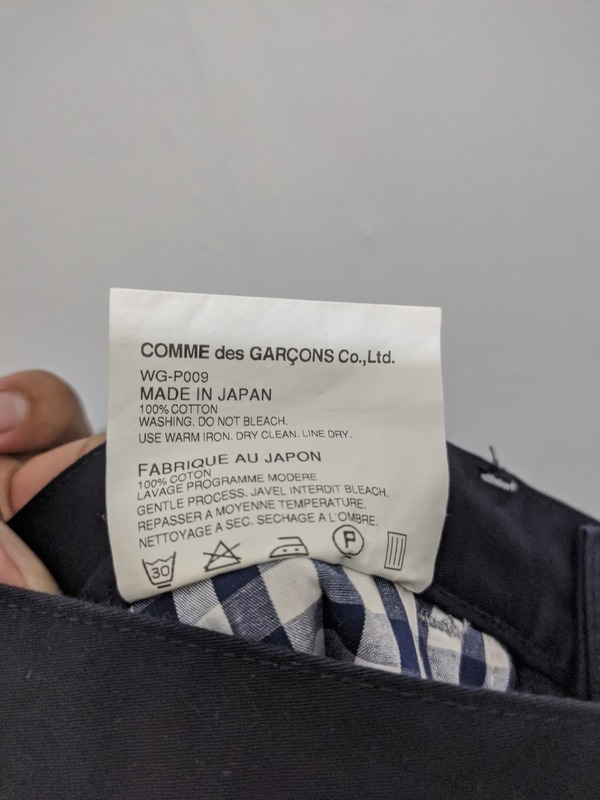 COMME des GARÇONS Co.,Ltd.
WG-P009
MADE IN JAPAN
100% COTTON
WASHING. DO NOT BLEACH.
USE WARM IRON. DRY CLEAN. LINE DRY.
FABRIQUE AU JAPON
100% COTON
LAVAGE PROGRAMME MODERE
GENTLE PROCESS. JAVEL INTERDIT BLEACH.
REPASSER A MOYENNE TEMPERATURE.
NETTOYAGE A SEC. SECHAGE A L'OMBRE.
30 P